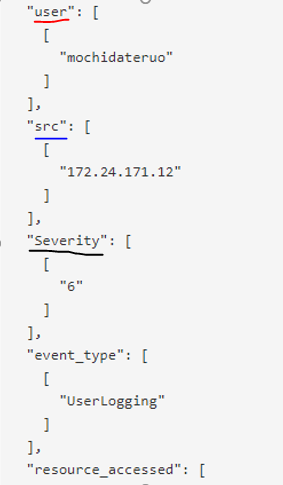 "user": [
[
"mochidateruo"
]
],
"src": [
[
"172.24.171.12"
]
],
"Severity": [
[
"6"
]
],
"event_type": [
[
"UserLogging"
]
],
"resource_accessed": [